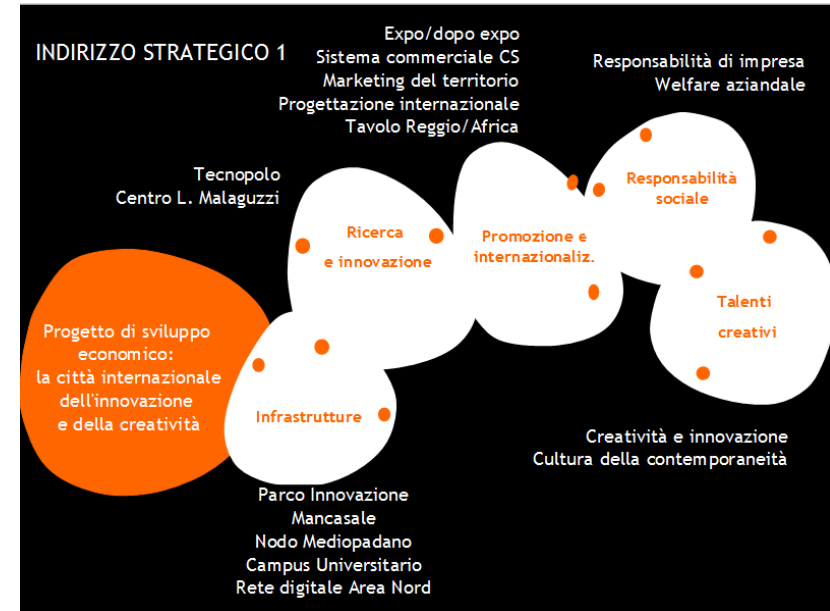 INDIRIZZO STRATEGICO 1
Expo/dopo expo
Sistema commerciale CS
Marketing del territorio
Progettazione internazionale
Tavolo Reggio/Africa
Responsabilità di impresa
Welfare aziandale
Tecnopolo
Centro L. Malaguzzi
Ricerca
e innovazione
Promozione e
internazionaliz.
Responsabilità
sociale
Talenti
creativi
Progetto di sviluppo
economico:
la città internazionale
dell'innovazione
e della creatività
Infrastrutture
Creatività e innovazione
Cultura della contemporaneità
Parco Innovazione
Mancasale
Nodo Mediopadano
Campus Universitario
Rete digitale Area Nord